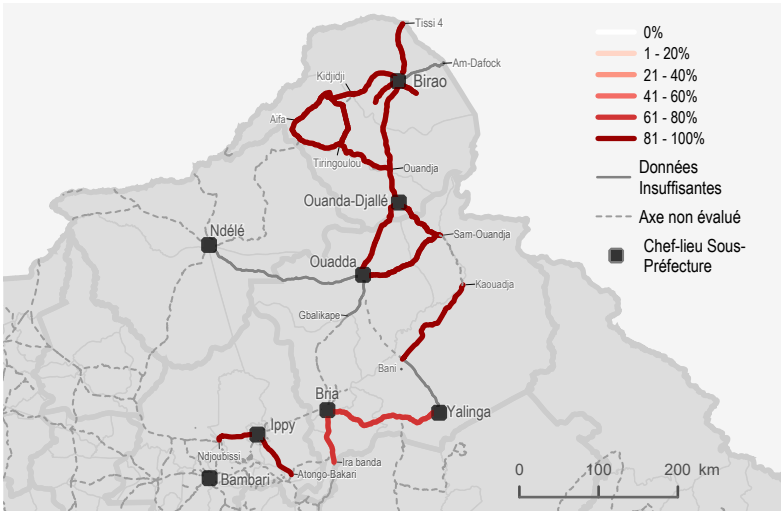 Tissi 4
Am-Dafock
Kidjidji
Birao
Aifa
Tiringoulou
Ouandja
Ouanda-Djallé
Ndélé
Sam-Ouandja
Ouadda
Kaouadja
Gbalikape
Bani
Bria
Yalinga
Ippy
Ndjoubissi
Ira banda
Atongo-Bakari
Bambari
0%
1 - 20%
21 - 40%
41 - 60%
61 - 80%
81 - 100%
Données
Insuffisantes
Axe non évalué
Chef-lieu Sous-
Préfecture
0 100 200 km